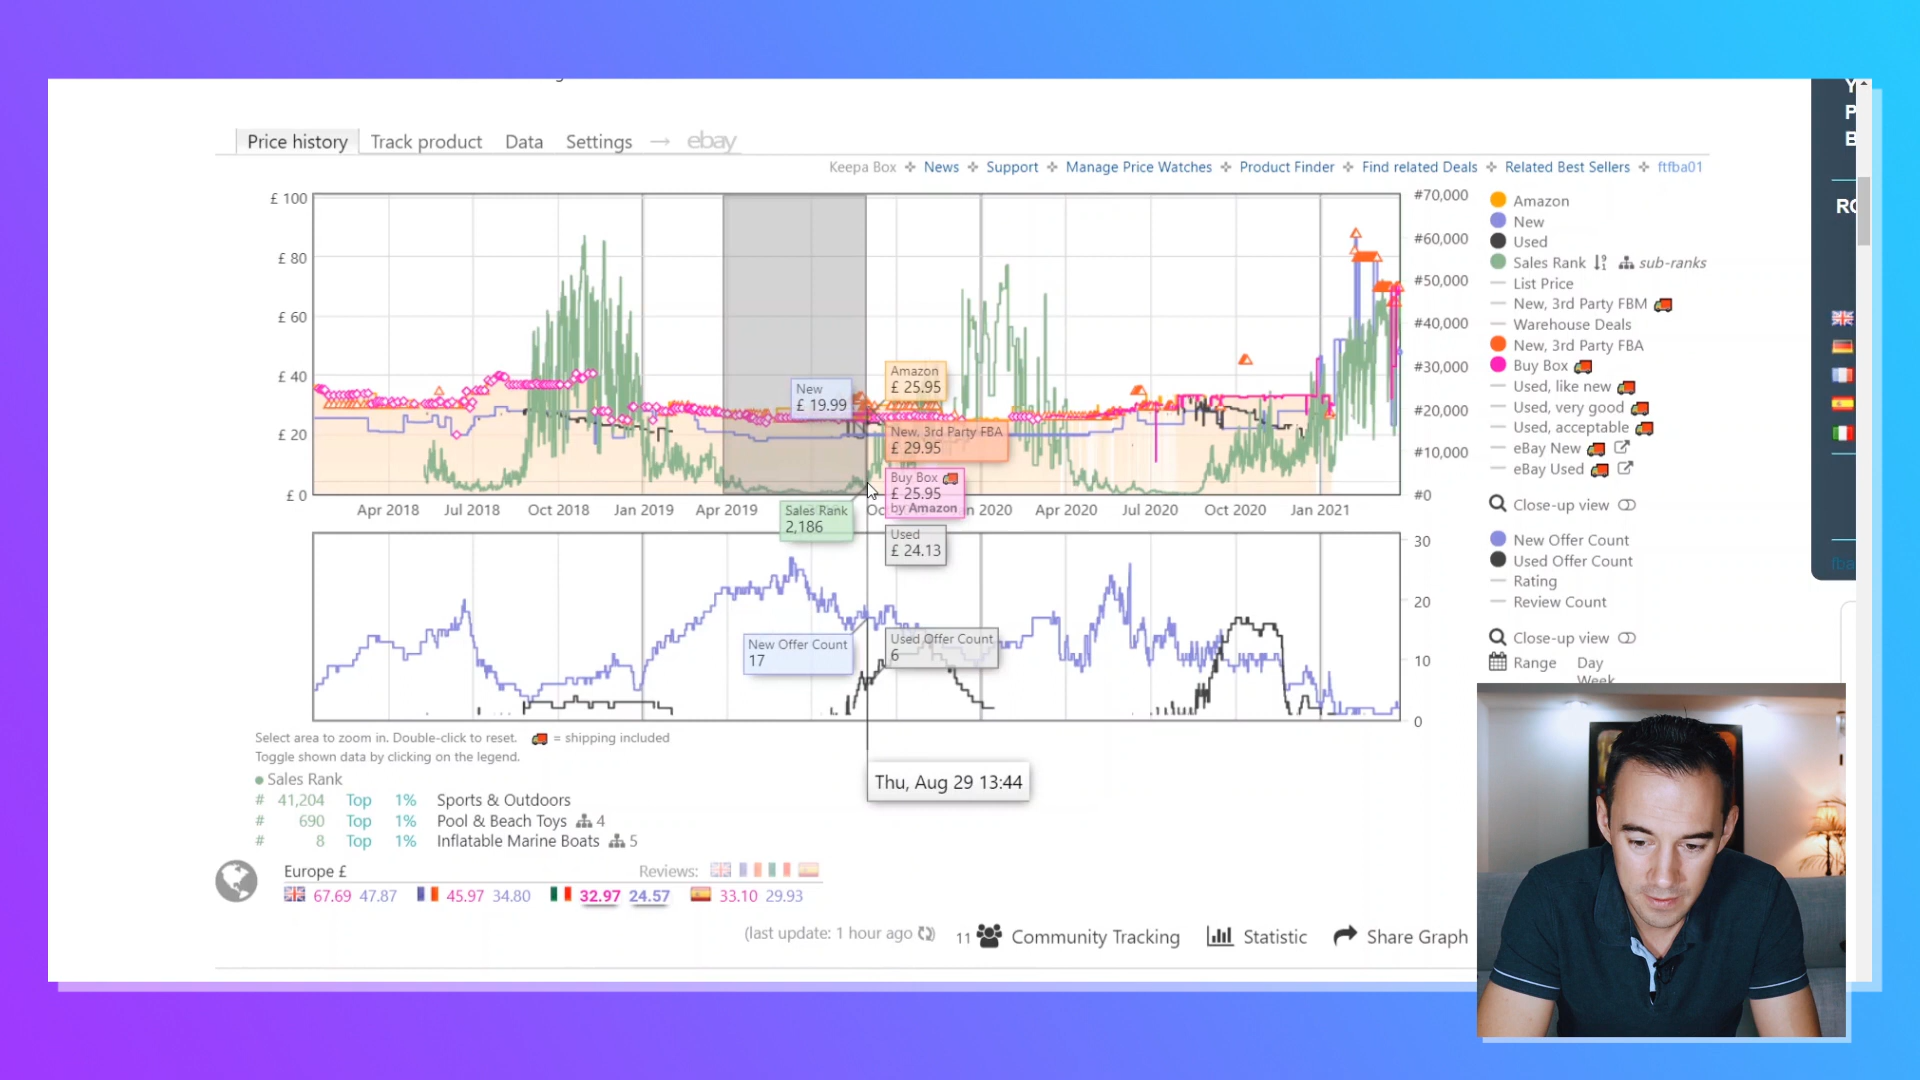 Price history Track product Data Settings → ebay
Keepa Box News Support Manage Price Watches Product Finder Find related Deals Related Best Sellers ftfba01
£ 100
£ 80
£ 60
£ 40
£ 20
£ 0
#70,000
#60,000
#50,000
#40,000
#30,000
#20,000
#10,000
#0
Amazon
New
Used
Sales Rank sub-ranks
List Price
New, 3rd Party FBM
Warehouse Deals
New, 3rd Party FBA
Buy Box
Used, like new
Used, very good
Used, acceptable
eBay New
eBay Used
Close-up view
New
£ 19.99
Amazon
£ 25.95
New, 3rd Party FBA
£ 29.95
Buy Box
£ 25.95
by Amazon
Sales Rank
2,186
Used
£ 24.13
Apr 2018 Jul 2018 Oct 2018 Jan 2019 Apr 2019 Jul 2020 Oct 2020 Jan 2021
n 2020 Apr 2020
30
20
10
0
New Offer Count
Used Offer Count
Rating
Review Count
Close-up view
Range Day
Week
New Offer Count
17
Used Offer Count
6
Thu, Aug 29 13:44
Select area to zoom in. Double-click to reset. = shipping included
Toggle shown data by clicking on the legend.
Sales Rank
# 41,204 Top 1% Sports & Outdoors
# 690 Top 1% Pool & Beach Toys 4
# 8 Top 1% Inflatable Marine Boats 5
Europe £ Reviews:
67.69 47.87 45.97 34.80 32.97 24.57 33.10 29.93
(last update: 1 hour ago) 11 Community Tracking Statistic Share Graph
Y
P
B